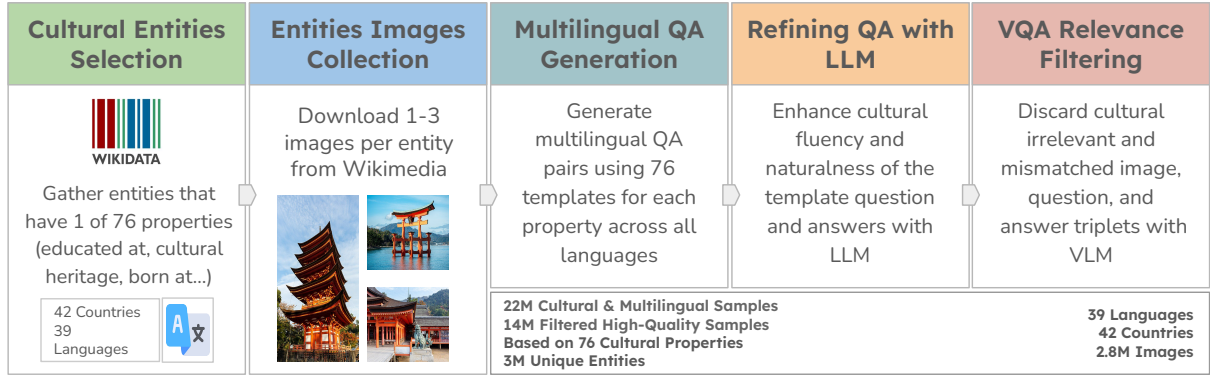 Cultural Entities
Selection
WIKIDATA
Gather entities that
have 1 of 76 properties
(educated at, cultural
heritage, born at...)
42 Countries
39
Languages
A
文
Entities Images
Collection
Download 1-3
images per entity
from Wikimedia
Multilingual QA
Generation
Generate
multilingual QA
pairs using 76
templates for each
property across all
languages
Refining QA with
LLM
Enhance cultural
fluency and
naturalness of the
template question
and answers with
LLM
VQA Relevance
Filtering
Discard cultural
irrelevant and
mismatched image,
question, and
answer triplets with
VLM
22M Cultural & Multilingual Samples
14M Filtered High-Quality Samples
Based on 76 Cultural Properties
3M Unique Entities
39 Languages
42 Countries
2.8M Images